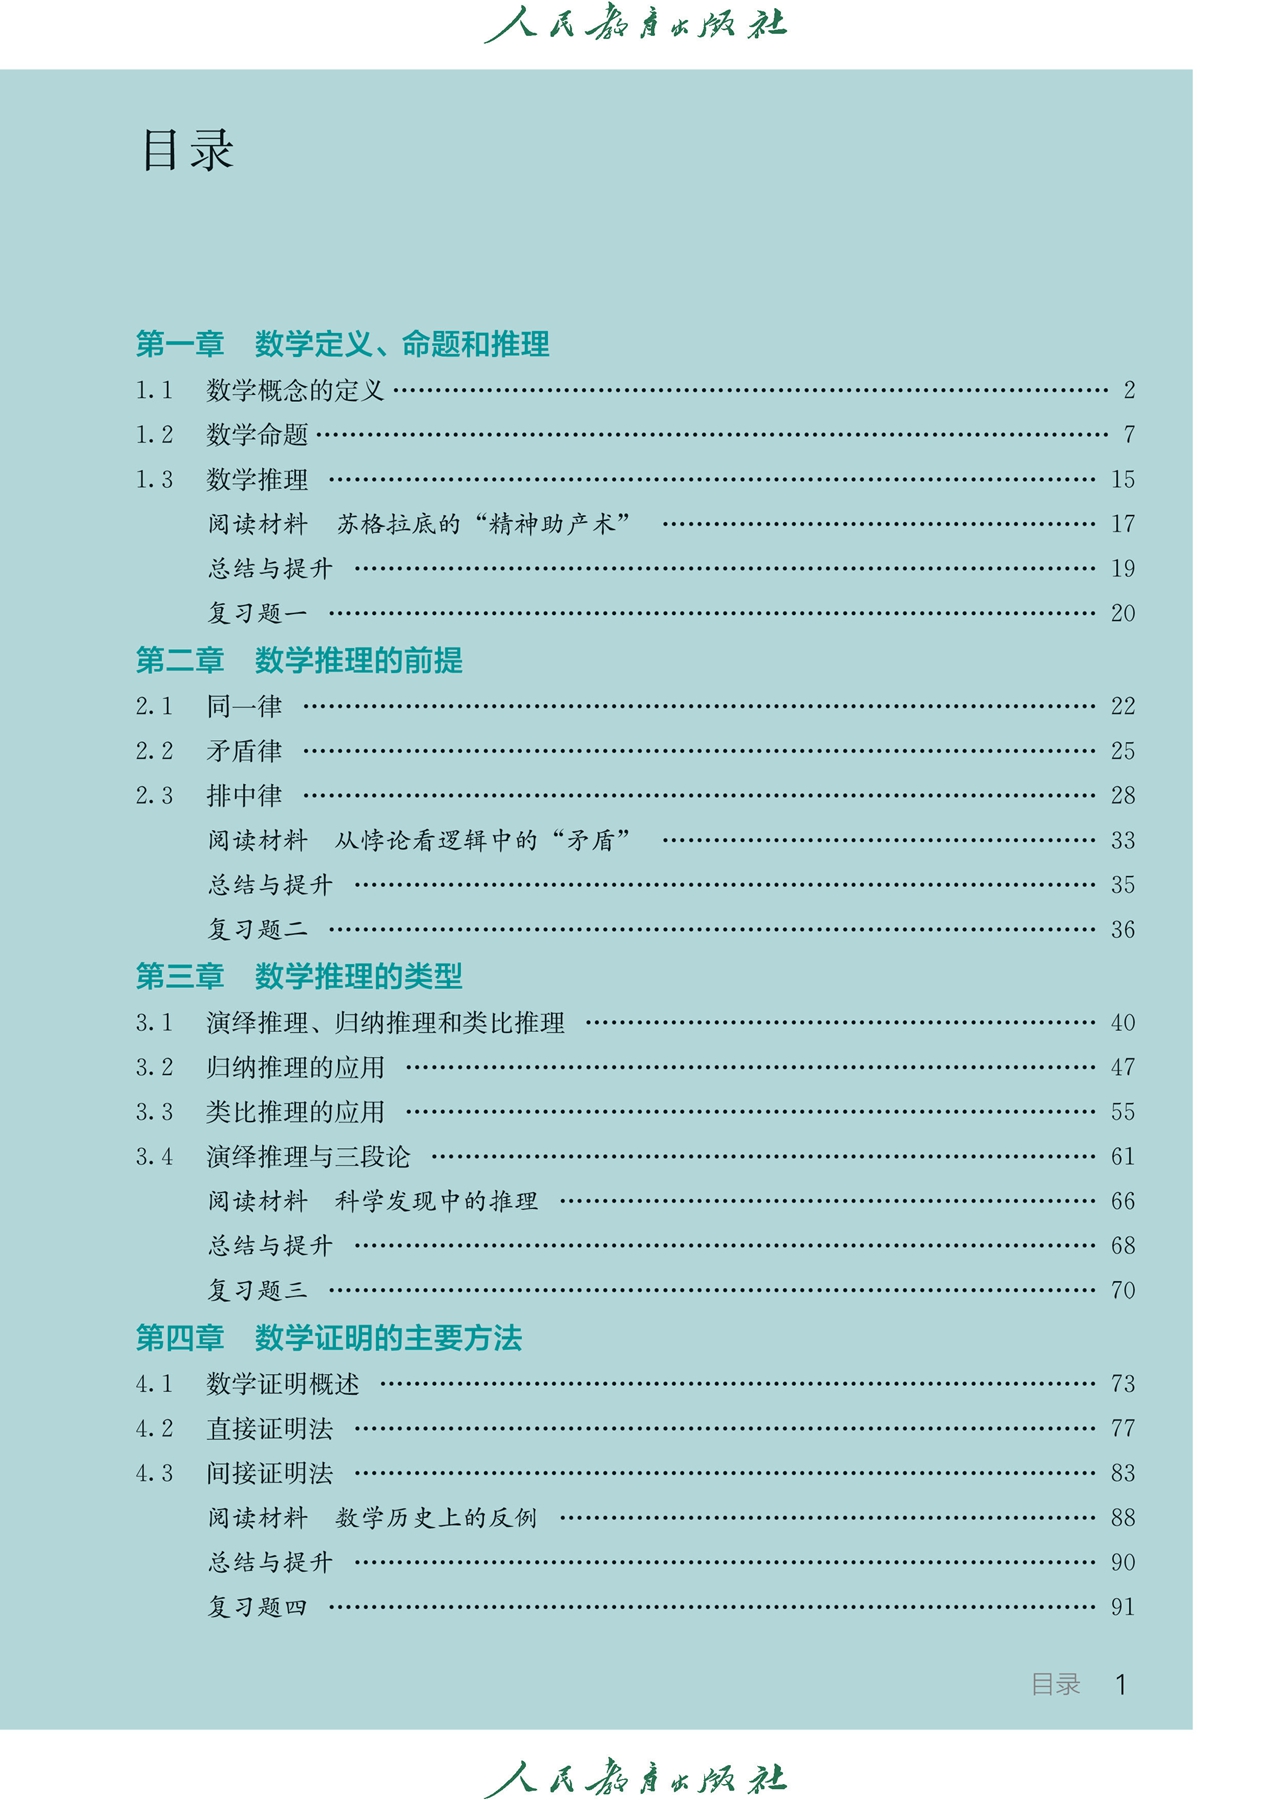 人民教育出版社
目录
第一章 数学定义、命题和推理
1.1 数学概念的定义 …… 2
1.2 数学命题 …… 7
1.3 数学推理 …… 15
阅读材料 苏格拉底的“精神助产术” …… 17
总结与提升 …… 19
复习题一 …… 20
第二章 数学推理的前提
2.1 同一律 …… 22
2.2 矛盾律 …… 25
2.3 排中律 …… 28
阅读材料 从悖论看逻辑中的“矛盾” …… 33
总结与提升 …… 35
复习题二 …… 36
第三章 数学推理的类型
3.1 演绎推理、归纳推理和类比推理 …… 40
3.2 归纳推理的应用 …… 47
3.3 类比推理的应用 …… 55
3.4 演绎推理与三段论 …… 61
阅读材料 科学发现中的推理 …… 66
总结与提升 …… 68
复习题三 …… 70
第四章 数学证明的主要方法
4.1 数学证明概述 …… 73
4.2 直接证明法 …… 77
4.3 间接证明法 …… 83
阅读材料 数学历史上的反例 …… 88
总结与提升 …… 90
复习题四 …… 91
目录 1
人民教育出版社